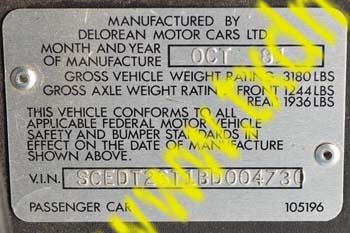 MANUFACTURED BY
DELOREAN MOTOR CARS LTD
MONTH AND YEAR
OF MANUFACTURE OCT
GROSS VEHICLE WEIGHT RATING 3180 LBS
GROSS AXLE WEIGHT RATING FRONT 1244 LBS
REAR 1936 LBS
THIS VEHICLE CONFORMS TO ALL
APPLICABLE FEDERAL MOTOR VEHICLE
SAFETY AND BUMPER STANDARDS IN
EFFECT ON THE DATE OF MANUFACTURE
SHOWN ABOVE.
V.I.N.
PASSENGER CAR 105196